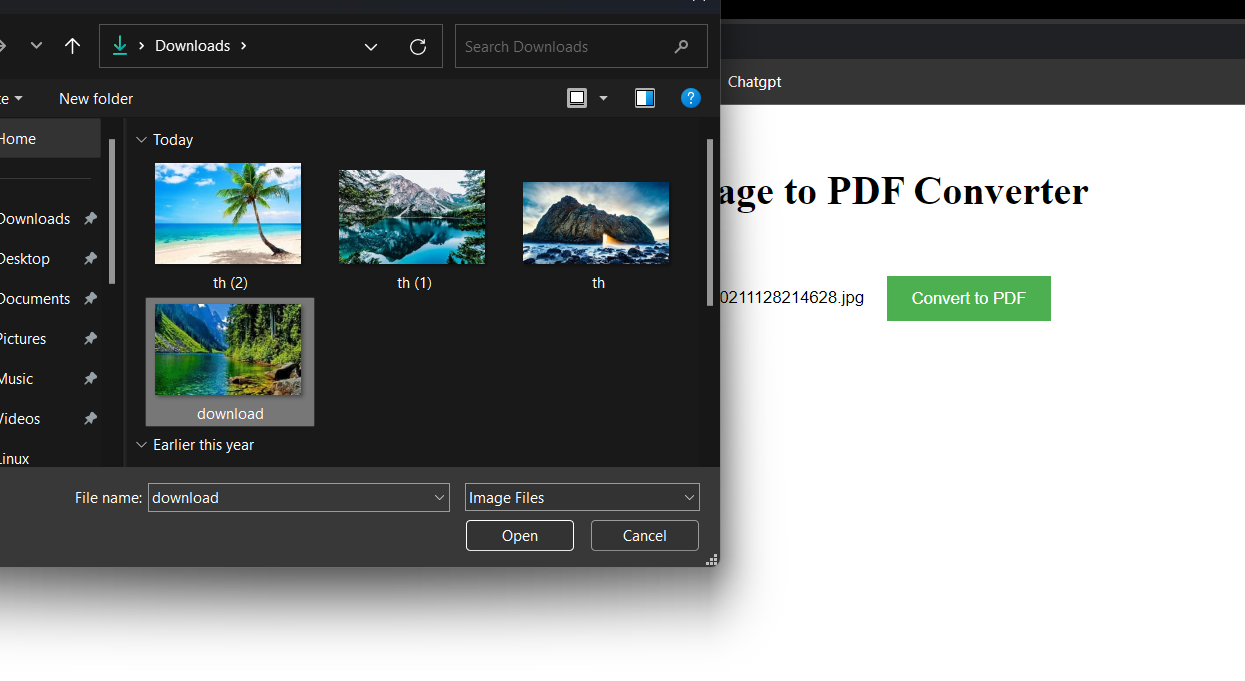 Downloads
Search Downloads
New folder
Chatgpt
Home
Today
age to PDF Converter
Downloads
Desktop
Documents
Pictures
Music
Videos
Linux
th (2)
th (1)
th
0211128214628.jpg
Convert to PDF
download
Earlier this year
File name:
download
Image Files
Open
Cancel